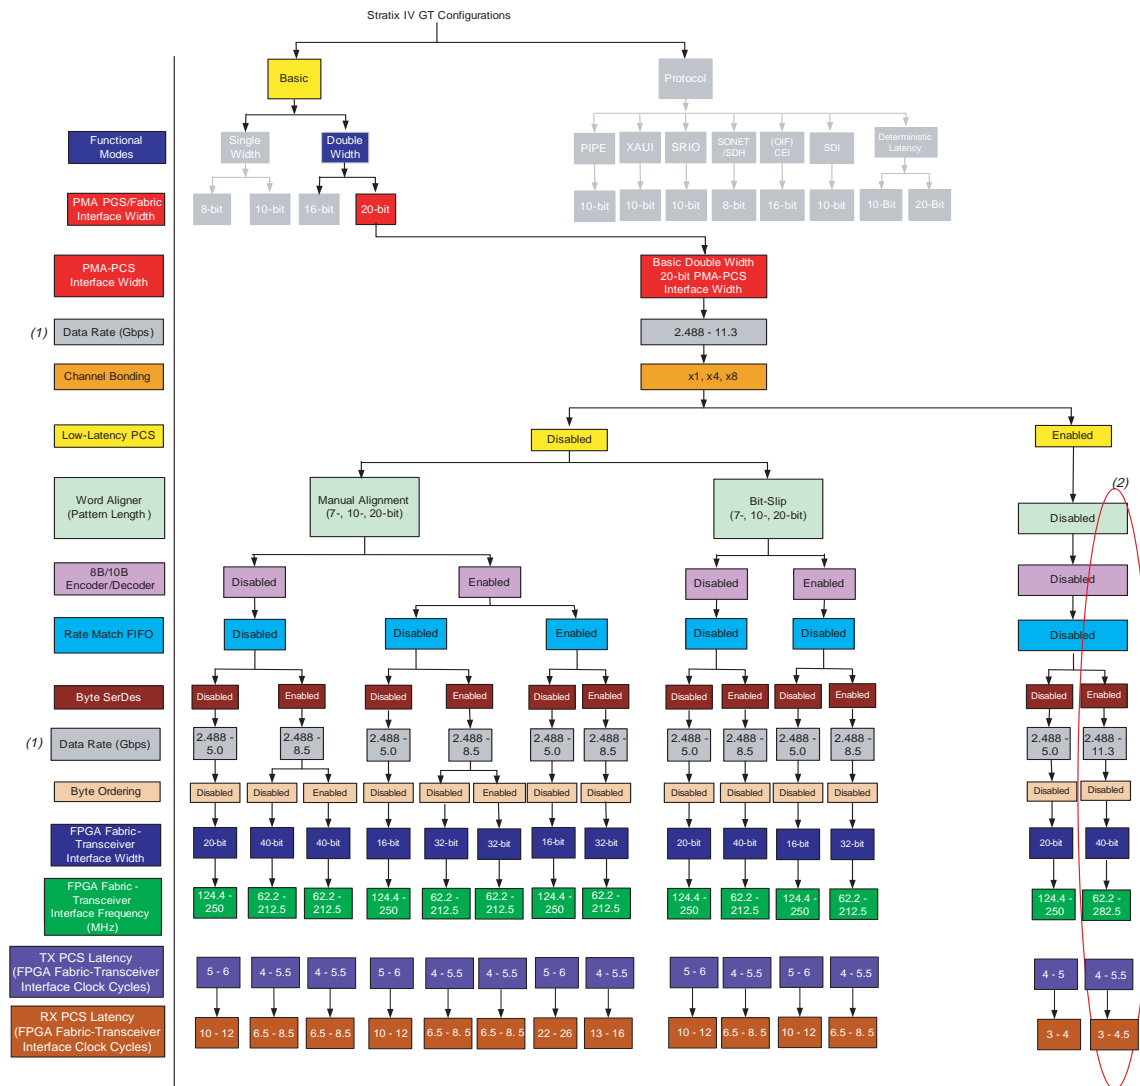 Stratix IV GT Configurations
Basic
Protocol
Functional
Modes
Single
Width
Double
Width
PIPE
XAUI
SRIO
SONET
/SDH
(OIF)
CEI
SDI
Deterministic
Latency
PMA PGS/Fabric
Interface Width
8-bit
10-bit
16-bit
20-bit
10-bit
10-bit
10-bit
8-bit
16-bit
10-bit
10-Bit
20-Bit
PMA-PCS
Interface Width
Basic Double Width
20-bit PMA-PCS
Interface Width
(1)
Data Rate (Gbps)
2.488 - 11.3
Channel Bonding
x1, x4, x8
Low-Latency PCS
Disabled
Enabled
Word Aligner
(Pattern Length )
Manual Alignment
(7-, 10-, 20-bit)
Bit-Slip
(7-, 10-, 20-bit)
(2)
Disabled
8B/10B
Encoder/Decoder
Disabled
Enabled
Disabled
Enabled
Disabled
Rate Match FIFO
Disabled
Disabled
Enabled
Disabled
Disabled
Disabled
Byte SerDes
Disabled
Enabled
Disabled
Enabled
Disabled
Enabled
Disabled
Enabled
Disabled
Enabled
Disabled
Enabled
(1)
Data Rate (Gbps)
2.488 -
5.0
2.488 -
8.5
2.488 -
5.0
2.488 -
8.5
2.488 -
5.0
2.488 -
8.5
2.488 -
5.0
2.488 -
8.5
2.488 -
5.0
2.488 -
8.5
2.488 -
5.0
2.488 -
11.3
Byte Ordering
Disabled
Disabled
Enabled
Disabled
Disabled
Enabled
Disabled
Disabled
Disabled
Disabled
Disabled
Disabled
Disabled
Disabled
FPGA Fabric-
Transceiver
Interface Width
20-bit
40-bit
40-bit
16-bit
32-bit
32-bit
16-bit
32-bit
20-bit
40-bit
16-bit
32-bit
20-bit
40-bit
FPGA Fabric -
Transceiver
Interface Frequency
(MHz)
124.4 -
250
62.2 -
212.5
62.2 -
212.5
124.4 -
250
62.2 -
212.5
62.2 -
212.5
124.4 -
250
62.2 -
212.5
124.4 -
250
62.2 -
212.5
124.4 -
250
62.2 -
212.5
124.4 -
250
62.2 -
282.5
TX PCS Latency
(FPGA Fabric-Transceiver
Interface Clock Cycles)
5 - 6
4 - 5.5
4 - 5.5
5 - 6
4 - 5.5
4 - 5.5
5 - 6
4 - 5.5
5 - 6
4 - 5.5
5 - 6
4 - 5.5
4 - 5
4 - 5.5
RX PCS Latency
(FPGA Fabric-Transceiver
Interface Clock Cycles)
10 - 12
6.5 - 8.5
6.5 - 8.5
10 - 12
6.5 - 8. 5
6.5 - 8. 5
22 - 26
13 - 16
10 - 12
6.5 - 8.5
10 - 12
6.5 - 8. 5
3 - 4
3 - 4.5